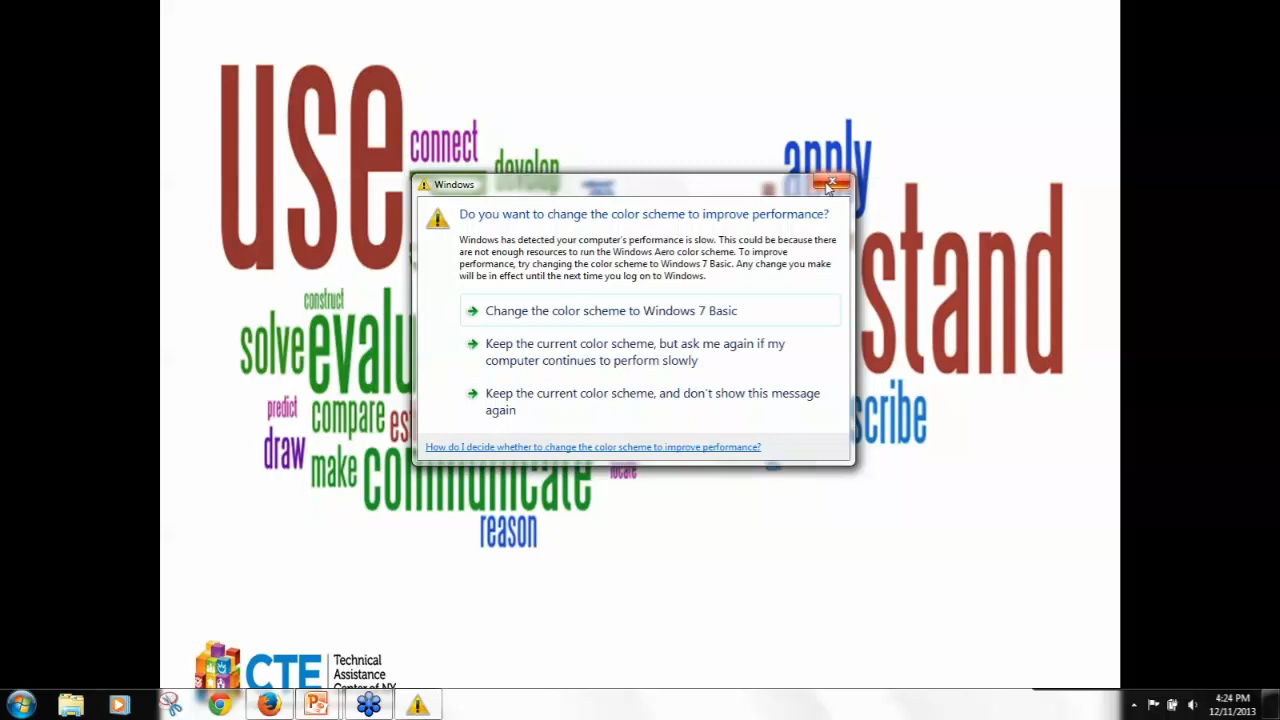 use
connect
develop
apply
Windows
Do you want to change the color scheme to improve performance?
Windows has detected your computer's performance is slow. This could be because there
are not enough resources to run the Windows Aero color scheme. To improve
performance, try changing the color scheme to Windows 7 Basic. Any change you make
will be in effect until the next time you log on to Windows.
Change the color scheme to Windows 7 Basic
Keep the current color scheme, but ask me again if my
computer continues to perform slowly
Keep the current color scheme, and don't show this message
again
How do I decide whether to change the color scheme to improve performance?
stand
construct
solve
evalu
predict
compare
es
scribe
draw
make
communicate
locate
reason
CTE
Technical
Assistance
Center of NY
4:24 PM
12/11/2013